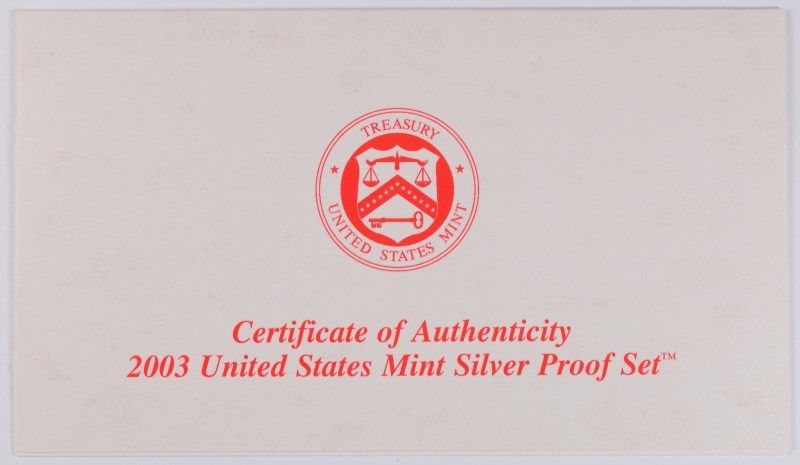 TREASURY
UNITED STATES MINT
Certificate of Authenticity
2003 United States Mint Silver Proof Set™